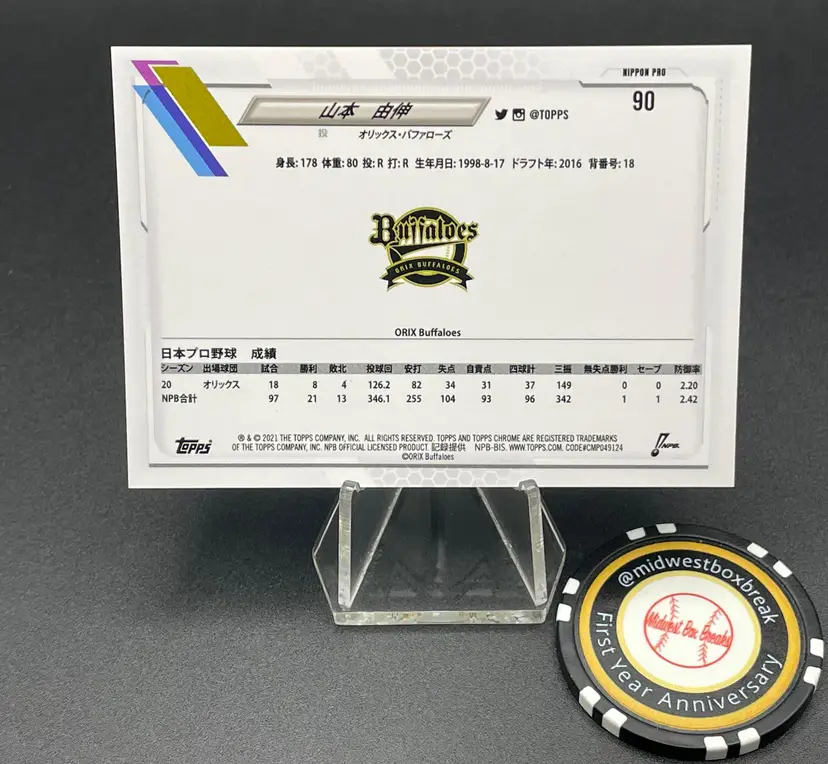 NIPPON PRO
90
山本 由伸
@TOPPS
投 オリックス・バファローズ
身長: 178 体重: 80 投: R 打: R 生年月日: 1998-8-17 ドラフト年: 2016 背番号: 18
Buffaloes
ORIX BUFFALOES
ORIX Buffaloes
日本プロ野球 成績
シーズン 出場球団 試合 勝利 敗北 投球回 安打 失点 自責点 四球計 三振 無失点勝利 セーブ 防御率
20 オリックス 18 8 4 126.2 82 34 31 37 149 0 0 2.20
NPB合計 97 21 13 346.1 255 104 93 96 342 1 1 2.42
TOPPS
® & © 2021 THE TOPPS COMPANY, INC. ALL RIGHTS RESERVED. TOPPS AND TOPPS CHROME ARE REGISTERED TRADEMARKS
OF THE TOPPS COMPANY, INC. NPB OFFICIAL LICENSED PRODUCT. 記録提供 NPB-BIS. WWW.TOPPS.COM. CODE#CMP049124
©ORIX Buffaloes
NPB
@midwestboxbreak
Midwest Box Breaks
First Year Anniversary